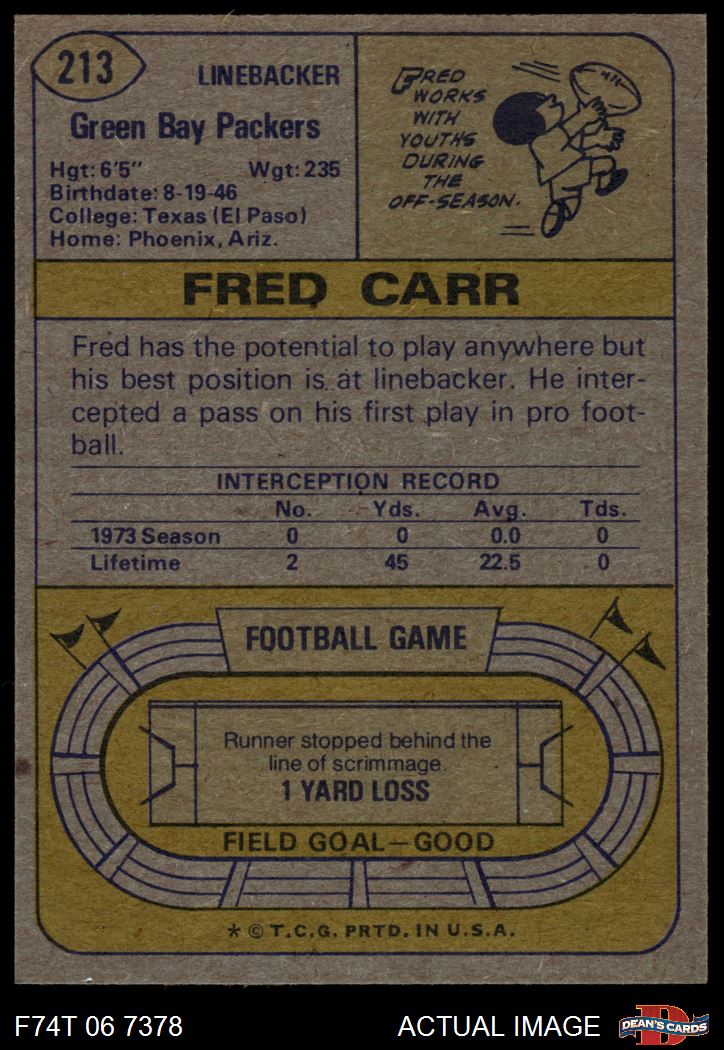 213
LINEBACKER
Green Bay Packers
Hgt: 6'5" Wgt: 235
Birthdate: 8-19-46
College: Texas (El Paso)
Home: Phoenix, Ariz.
FRED
WORKS
WITH
YOUTHS
DURING
THE
OFF-SEASON.
FRED CARR
Fred has the potential to play anywhere but
his best position is at linebacker. He inter-
cepted a pass on his first play in pro foot-
ball.
INTERCEPTION RECORD
No. Yds. Avg. Tds.
1973 Season 0 0 0.0 0
Lifetime 2 45 22.5 0
FOOTBALL GAME
Runner stopped behind the
line of scrimmage.
1 YARD LOSS
FIELD GOAL—GOOD
* © T.C.G. PRTD. IN U.S.A.
F74T 06 7378 ACTUAL IMAGE
D
DEAN'S CARDS